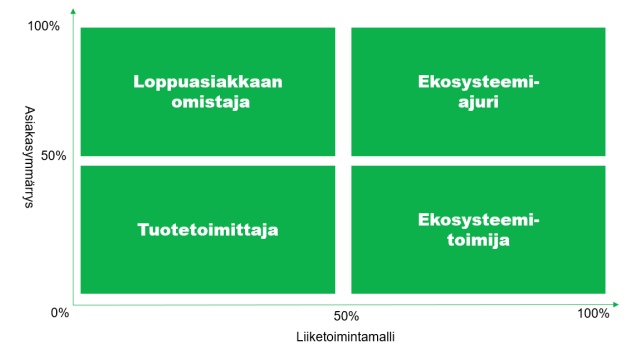 100%
Loppuasiakkaan
omistaja
Ekosysteemi-
ajuri
Asiakasymmärrys
50%
Tuotetoimittaja
Ekosysteemi-
toimija
0%
50%
100%
Liiketoimintamalli